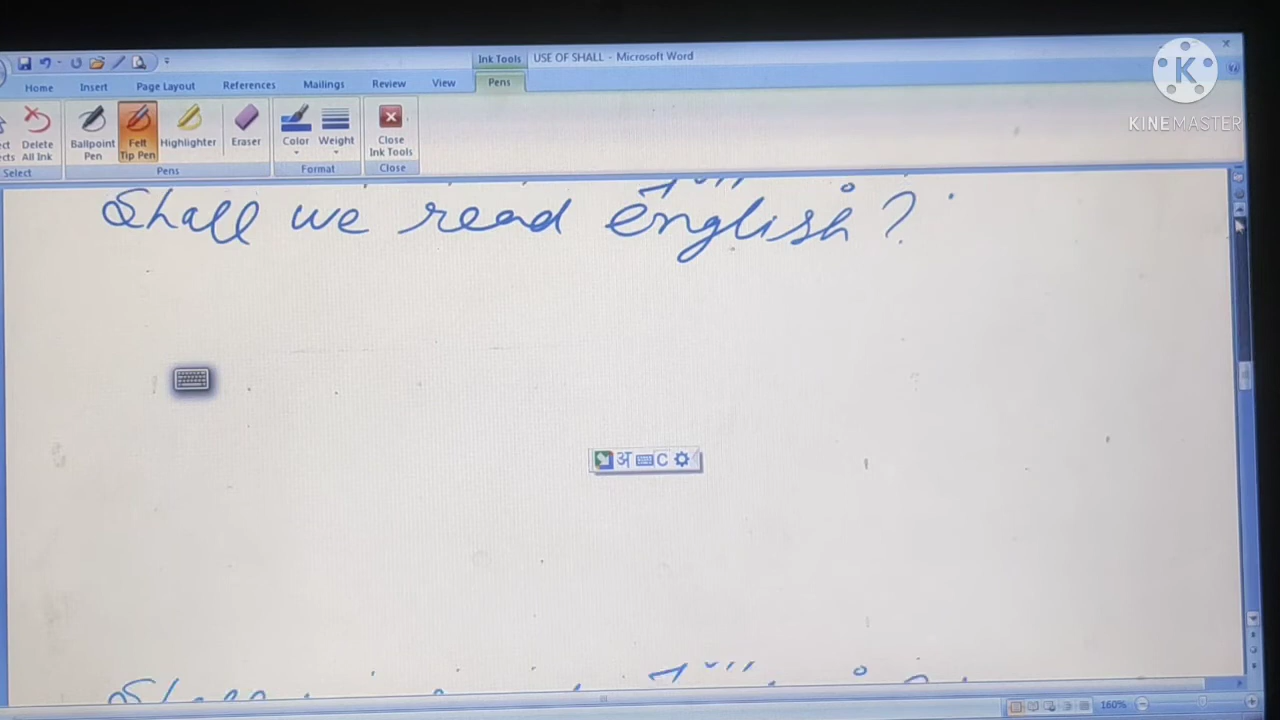 Ink Tools USE OF SHALL - Microsoft Word
Home Insert Page Layout References Mailings Review View Pens
Delete All Ink
Ballpoint Pen
Felt Tip Pen
Highlighter
Eraser
Color
Weight
Close Ink Tools
Select Pens Format Close
K
KINEMASTER
Shall we read English?
अ C
Shall
160%